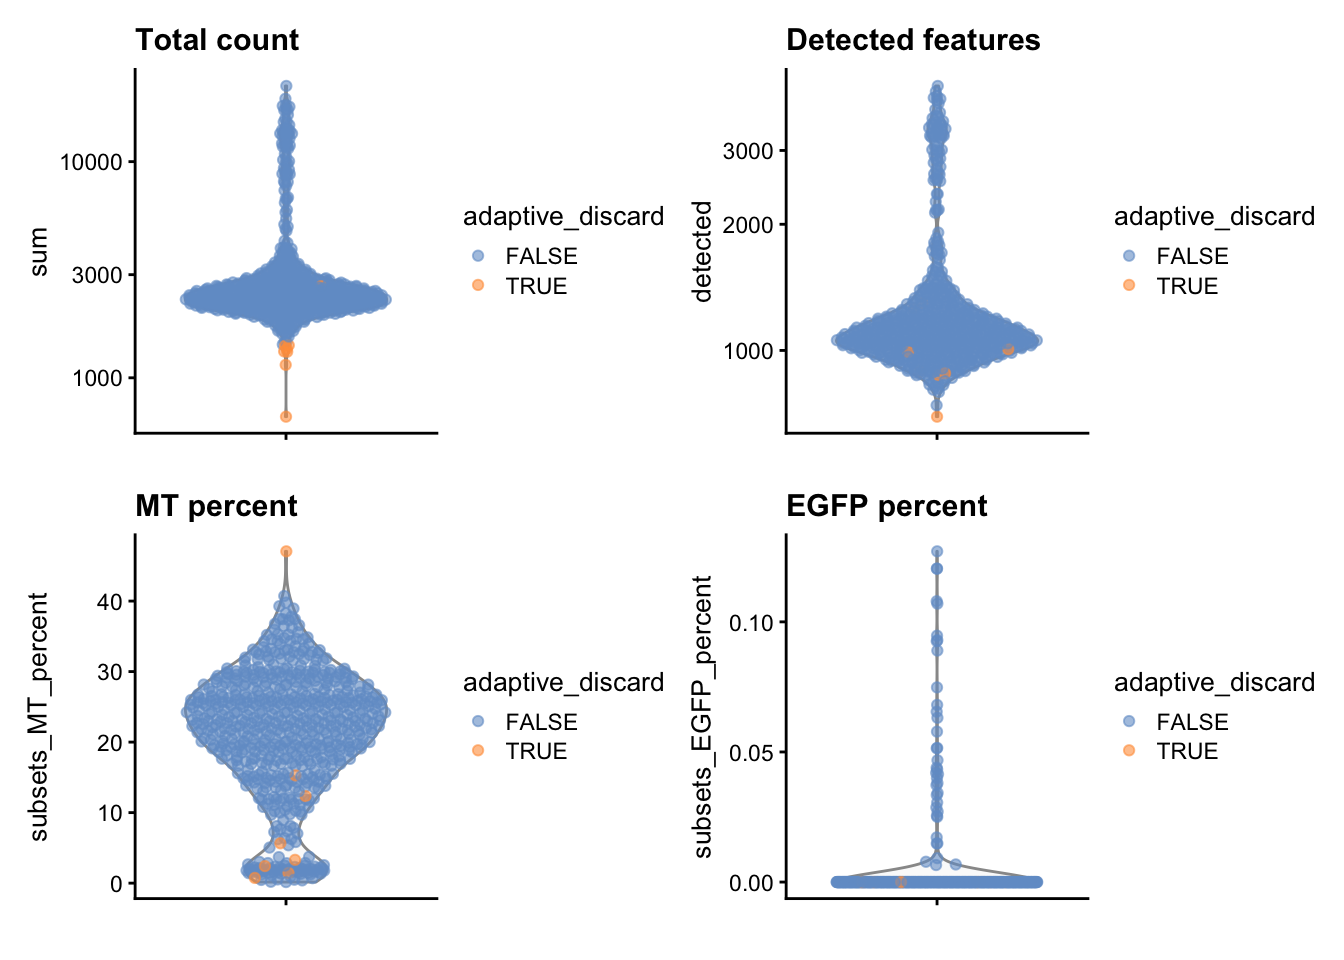 Total count
sum
10000
3000
1000
adaptive_discard
FALSE
TRUE
Detected features
detected
3000
2000
1000
adaptive_discard
FALSE
TRUE
MT percent
subsets_MT_percent
40
30
20
10
0
adaptive_discard
FALSE
TRUE
EGFP percent
subsets_EGFP_percent
0.10
0.05
0.00
adaptive_discard
FALSE
TRUE